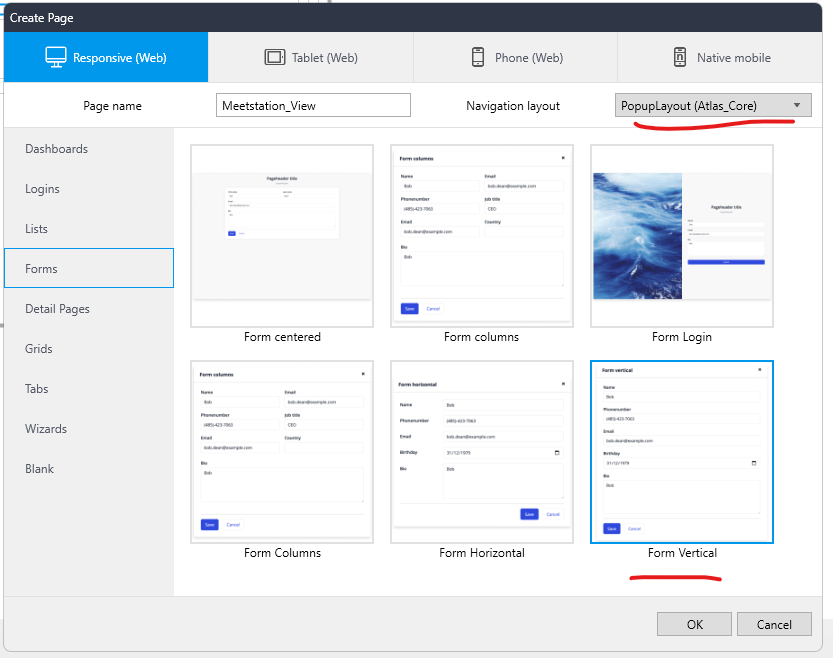 Create Page
Responsive (Web)
Tablet (Web)
Phone (Web)
Native mobile
Page name
Meetstation_View
Navigation layout
PopupLayout (Atlas_Core)
Dashboards
Logins
Lists
Forms
Detail Pages
Grids
Tabs
Wizards
Blank
Pageheader title
Form centered
Form columns
Name
Email
Bob
bob.dean@example.com
Phonenumber
Job title
(485)-423-7063
CEO
Email
Country
bob.dean@example.com
Bio
Bob
Save
Cancel
Form columns
Pageheader title
Form Login
Form columns
Name
Email
Bob
bob.dean@example.com
Phonenumber
Job title
(485)-423-7063
CEO
Email
Country
bob.dean@example.com
Bio
Bob
Save
Cancel
Form Columns
Form horizontal
Name
Bob
Phonenumber
(485)-423-7063
Email
bob.dean@example.com
Birthday
31/12/1979
Bio
Bob
Save
Cancel
Form Horizontal
Form vertical
Name
Bob
Phonenumber
(485)-423-7063
Email
bob.dean@example.com
Birthday
31/12/1979
Bio
Bob
Save
Cancel
Form Vertical
OK
Cancel